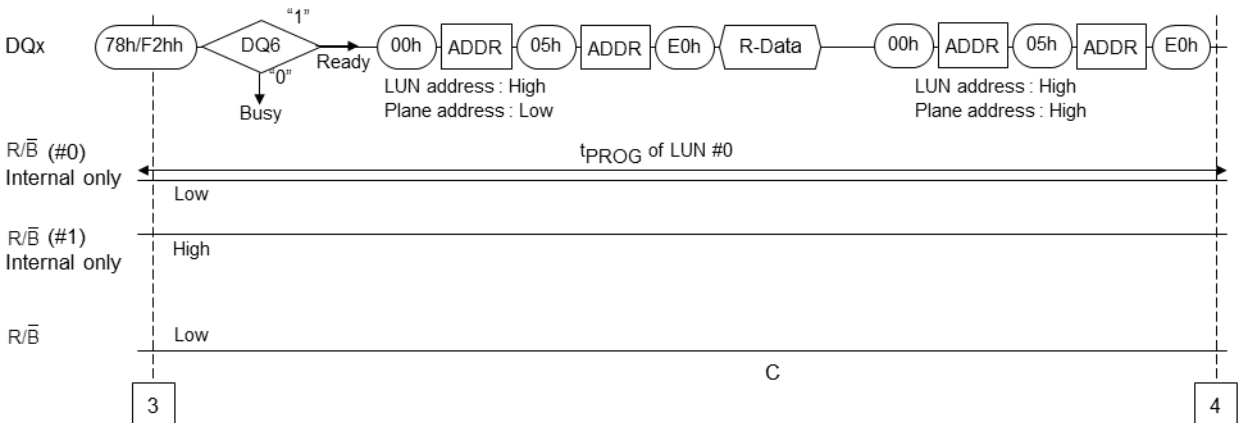 "1"
DQx 78h/F2hh DQ6 Ready 00h ADDR 05h ADDR E0h R-Data 00h ADDR 05h ADDR E0h
"0"
Busy
LUN address : High
Plane address : Low
LUN address : High
Plane address : High
R/B̅ (#0)
Internal only
tPROG of LUN #0
Low
R/B̅ (#1)
Internal only
High
R/B̅
Low
C
3
4